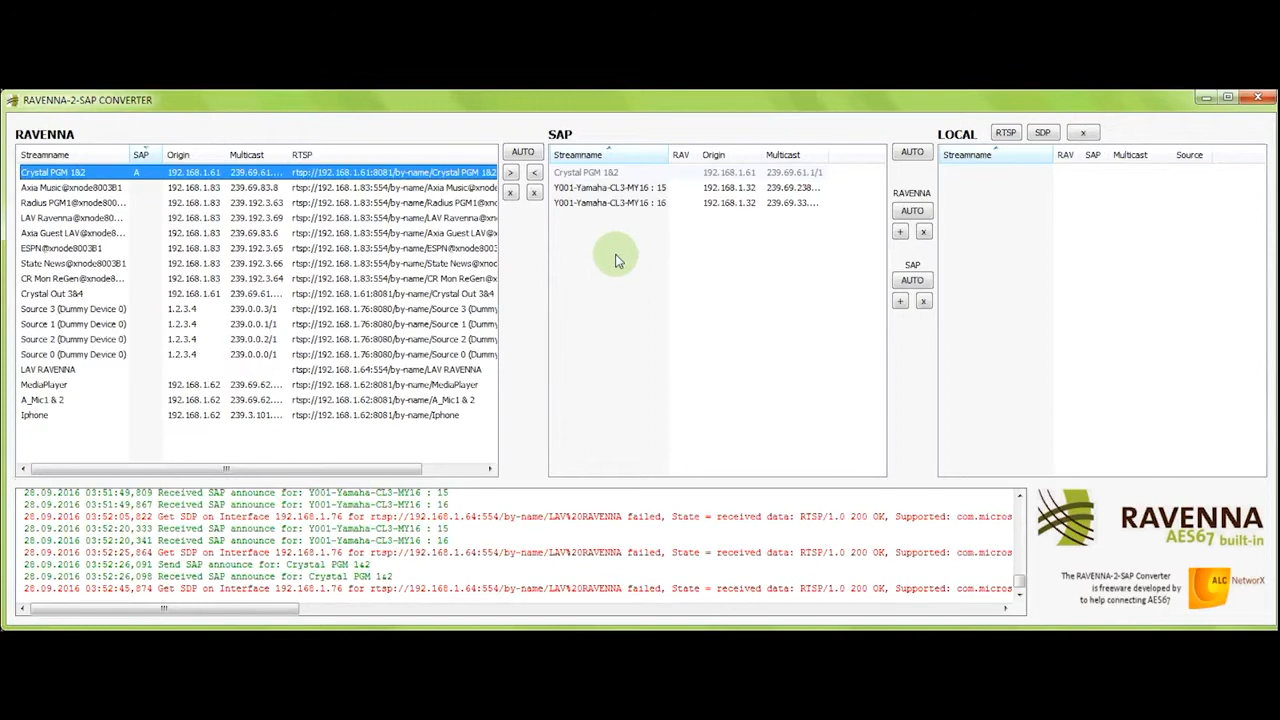 RAVENNA-2-SAP CONVERTER
RAVENNA
Streamname SAP Origin Multicast RTSP
Crystal PGM 1&2 A 192.168.1.61 239.69.61.... rtsp://192.168.1.61:8081/by-name/Crystal PGM 1&2
Axia Music@xnode8003B1 192.168.1.83 239.69.83.8 rtsp://192.168.1.83:554/by-name/Axia Music@xnode
Radius PGM1@xnode80... 192.168.1.83 239.192.3.69 rtsp://192.168.1.83:554/by-name/Radius PGM1@xno
LAV Ravenna@xnode80... 192.168.1.83 239.192.3.69 rtsp://192.168.1.83:554/by-name/LAV Ravenna@xno
Axia Guest LAV@xnode... 192.168.1.83 239.69.83.6 rtsp://192.168.1.83:554/by-name/Axia Guest LAV@x
ESPN@xnode8003B1 192.168.1.83 239.192.3.65 rtsp://192.168.1.83:554/by-name/ESPN@xnode8003
State News@xnode8003B1 192.168.1.83 239.192.3.66 rtsp://192.168.1.83:554/by-name/State News@xnod
CR Mon ReGen@xnode8... 192.168.1.83 239.192.3.64 rtsp://192.168.1.83:554/by-name/CR Mon ReGen@x
Crystal Out 3&4 192.168.1.61 239.69.61.... rtsp://192.168.1.61:8081/by-name/Crystal Out 3&4
Source 3 (Dummy Device 0) 1.2.3.4 239.0.0.3/1 rtsp://192.168.1.76:8080/by-name/Source 3 (Dumm
Source 1 (Dummy Device 0) 1.2.3.4 239.0.0.1/1 rtsp://192.168.1.76:8080/by-name/Source 1 (Dumm
Source 2 (Dummy Device 0) 1.2.3.4 239.0.0.2/1 rtsp://192.168.1.76:8080/by-name/Source 2 (Dumm
Source 0 (Dummy Device 0) 1.2.3.4 239.0.0.0/1 rtsp://192.168.1.76:8080/by-name/Source 0 (Dumm
LAV RAVENNA rtsp://192.168.1.64:554/by-name/LAV RAVENNA
MediaPlayer 192.168.1.62 239.69.62.... rtsp://192.168.1.62:8081/by-name/MediaPlayer
A_Mic1 & 2 192.168.1.62 239.69.62.... rtsp://192.168.1.62:8081/by-name/A_Mic1 & 2
Iphone 192.168.1.62 239.3.101.... rtsp://192.168.1.62:8081/by-name/Iphone
AUTO
> <
x x
SAP
Streamname RAV Origin Multicast
Crystal PGM 1&2 192.168.1.61 239.69.61.1/1
Y001-Yamaha-CL3-MY16 : 15 192.168.1.32 239.69.238...
Y001-Yamaha-CL3-MY16 : 16 192.168.1.32 239.69.33....
AUTO
RAVENNA
AUTO
+ x
SAP
AUTO
+ x
LOCAL RTSP SDP x
Streamname RAV SAP Multicast Source
28.09.2016 03:51:49,809 Received SAP announce for: Y001-Yamaha-CL3-MY16 : 15
28.09.2016 03:51:49,867 Received SAP announce for: Y001-Yamaha-CL3-MY16 : 16
28.09.2016 03:52:05,822 Get SDP on Interface 192.168.1.76 for rtsp://192.168.1.64:554/by-name/LAV%20RAVENNA failed, State = received data: RTSP/1.0 200 OK, Supported: com.micros
28.09.2016 03:52:20,333 Received SAP announce for: Y001-Yamaha-CL3-MY16 : 15
28.09.2016 03:52:20,341 Received SAP announce for: Y001-Yamaha-CL3-MY16 : 16
28.09.2016 03:52:25,864 Get SDP on Interface 192.168.1.76 for rtsp://192.168.1.64:554/by-name/LAV%20RAVENNA failed, State = received data: RTSP/1.0 200 OK, Supported: com.micros
28.09.2016 03:52:26,091 Send SAP announce for: Crystal PGM 1&2
28.09.2016 03:52:26,098 Received SAP announce for: Crystal PGM 1&2
28.09.2016 03:52:45,874 Get SDP on Interface 192.168.1.76 for rtsp://192.168.1.64:554/by-name/LAV%20RAVENNA failed, State = received data: RTSP/1.0 200 OK, Supported: com.micros
RAVENNA
AES67 built-in
The RAVENNA-2-SAP Converter
is freeware developed by
to help connecting AES67
ALC NetworX